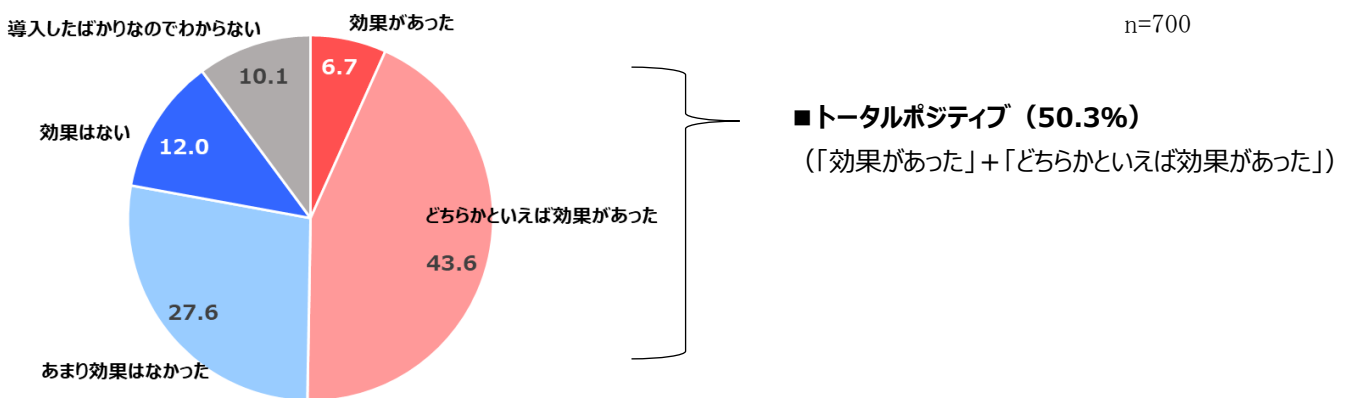 導入したばかりなのでわからない
効果があった
n=700
10.1
6.7
■トータルポジティブ（50.3%）
（「効果があった」＋「どちらかといえば効果があった」）
効果はない
12.0
どちらかといえば効果があった
43.6
27.6
あまり効果はなかった